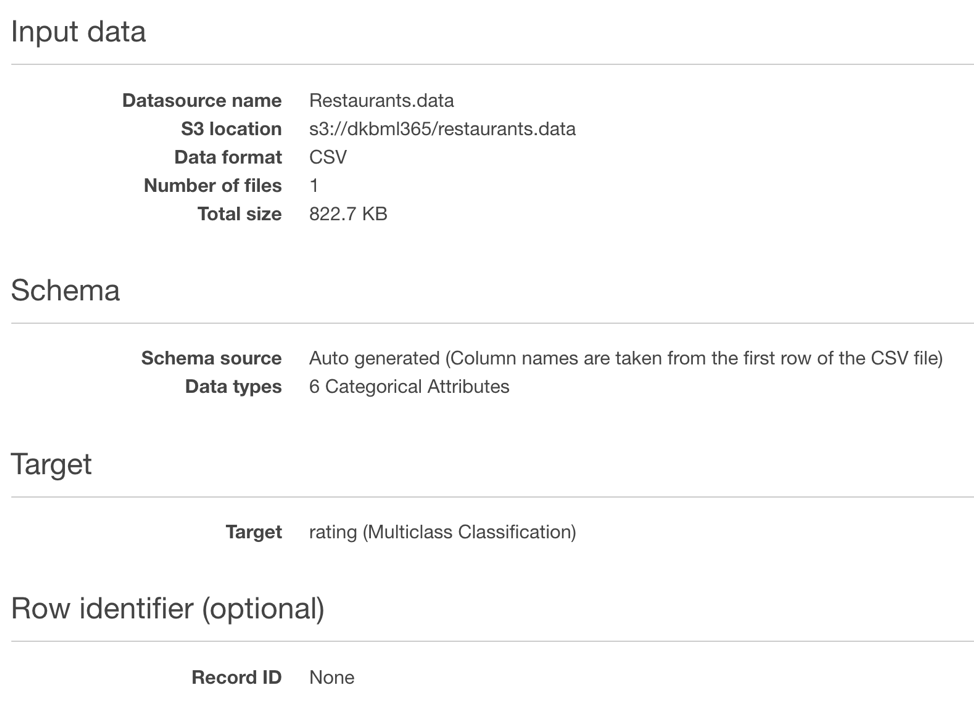 Input data
Datasource name Restaurants.data
S3 location s3://dkbml365/restaurants.data
Data format CSV
Number of files 1
Total size 822.7 KB
Schema
Schema source Auto generated (Column names are taken from the first row of the CSV file)
Data types 6 Categorical Attributes
Target
Target rating (Multiclass Classification)
Row identifier (optional)
Record ID None